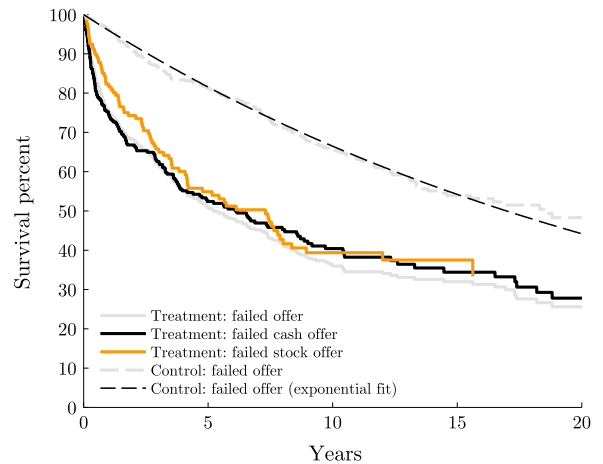 100
90
80
70
60
50
40
30
20
10
0
Survival percent
Treatment: failed offer
Treatment: failed cash offer
Treatment: failed stock offer
Control: failed offer
Control: failed offer (exponential fit)
0 5 10 15 20
Years